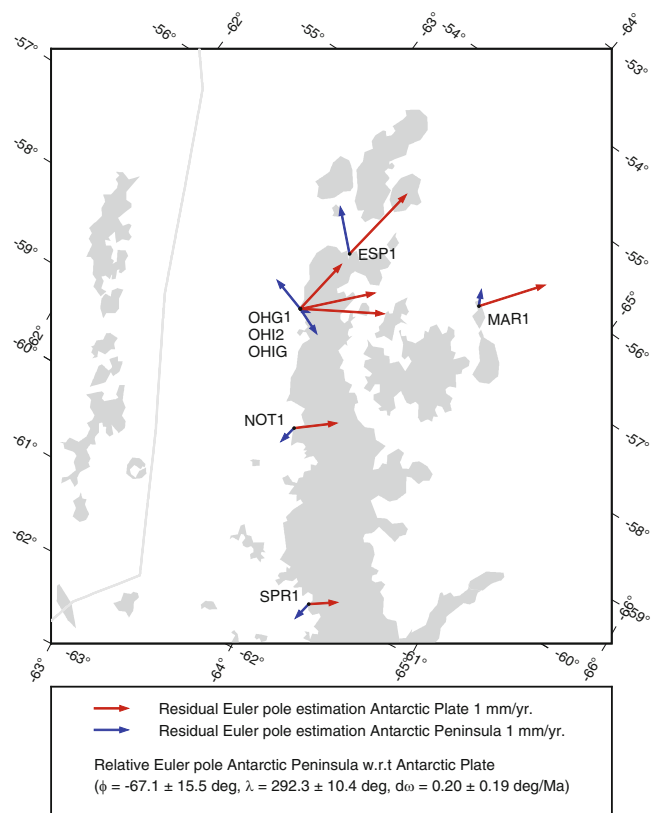 -56° -62° -55° -63° -54° -64°
-57° -53°
-58° -54°
-59° -55°
ESP1
-65°
MAR1
OHG1
OHI2
OHIG
-62°
-60° -56°
NOT1
-61° -57°
-62° -58°
SPR1
-66° -59°
-63° -63° -64° -62° -65° -61° -60° -66°
Residual Euler pole estimation Antarctic Plate 1 mm/yr.
Residual Euler pole estimation Antarctic Peninsula 1 mm/yr.
Relative Euler pole Antarctic Peninsula w.r.t Antarctic Plate
(ϕ = -67.1 ± 15.5 deg, λ = 292.3 ± 10.4 deg, dω = 0.20 ± 0.19 deg/Ma)